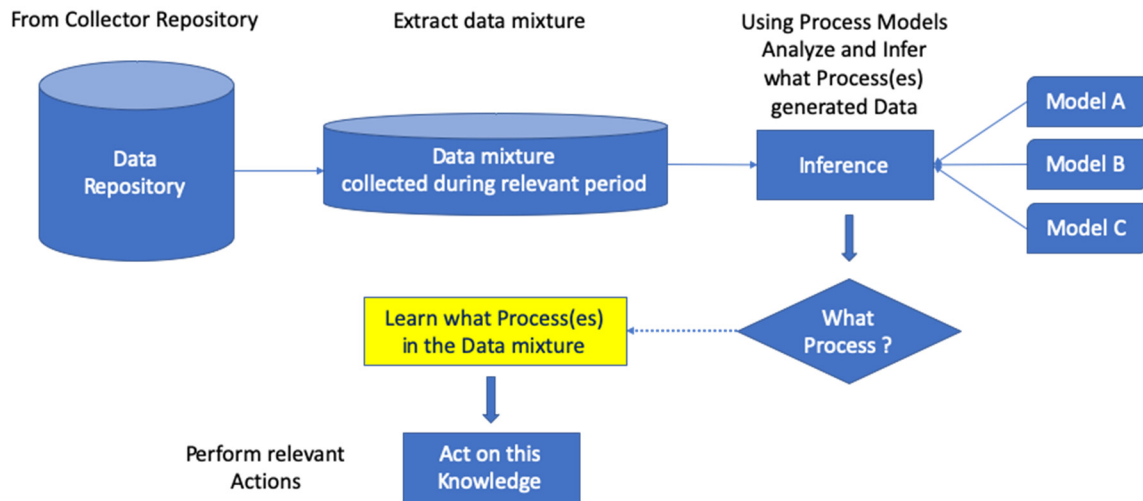 From Collector Repository
Extract data mixture
Using Process Models
Analyze and Infer
what Process(es)
generated Data
Data
Repository
Data mixture
collected during relevant period
Inference
Model A
Model B
Model C
What
Process ?
Learn what Process(es)
in the Data mixture
Perform relevant
Actions
Act on this
Knowledge